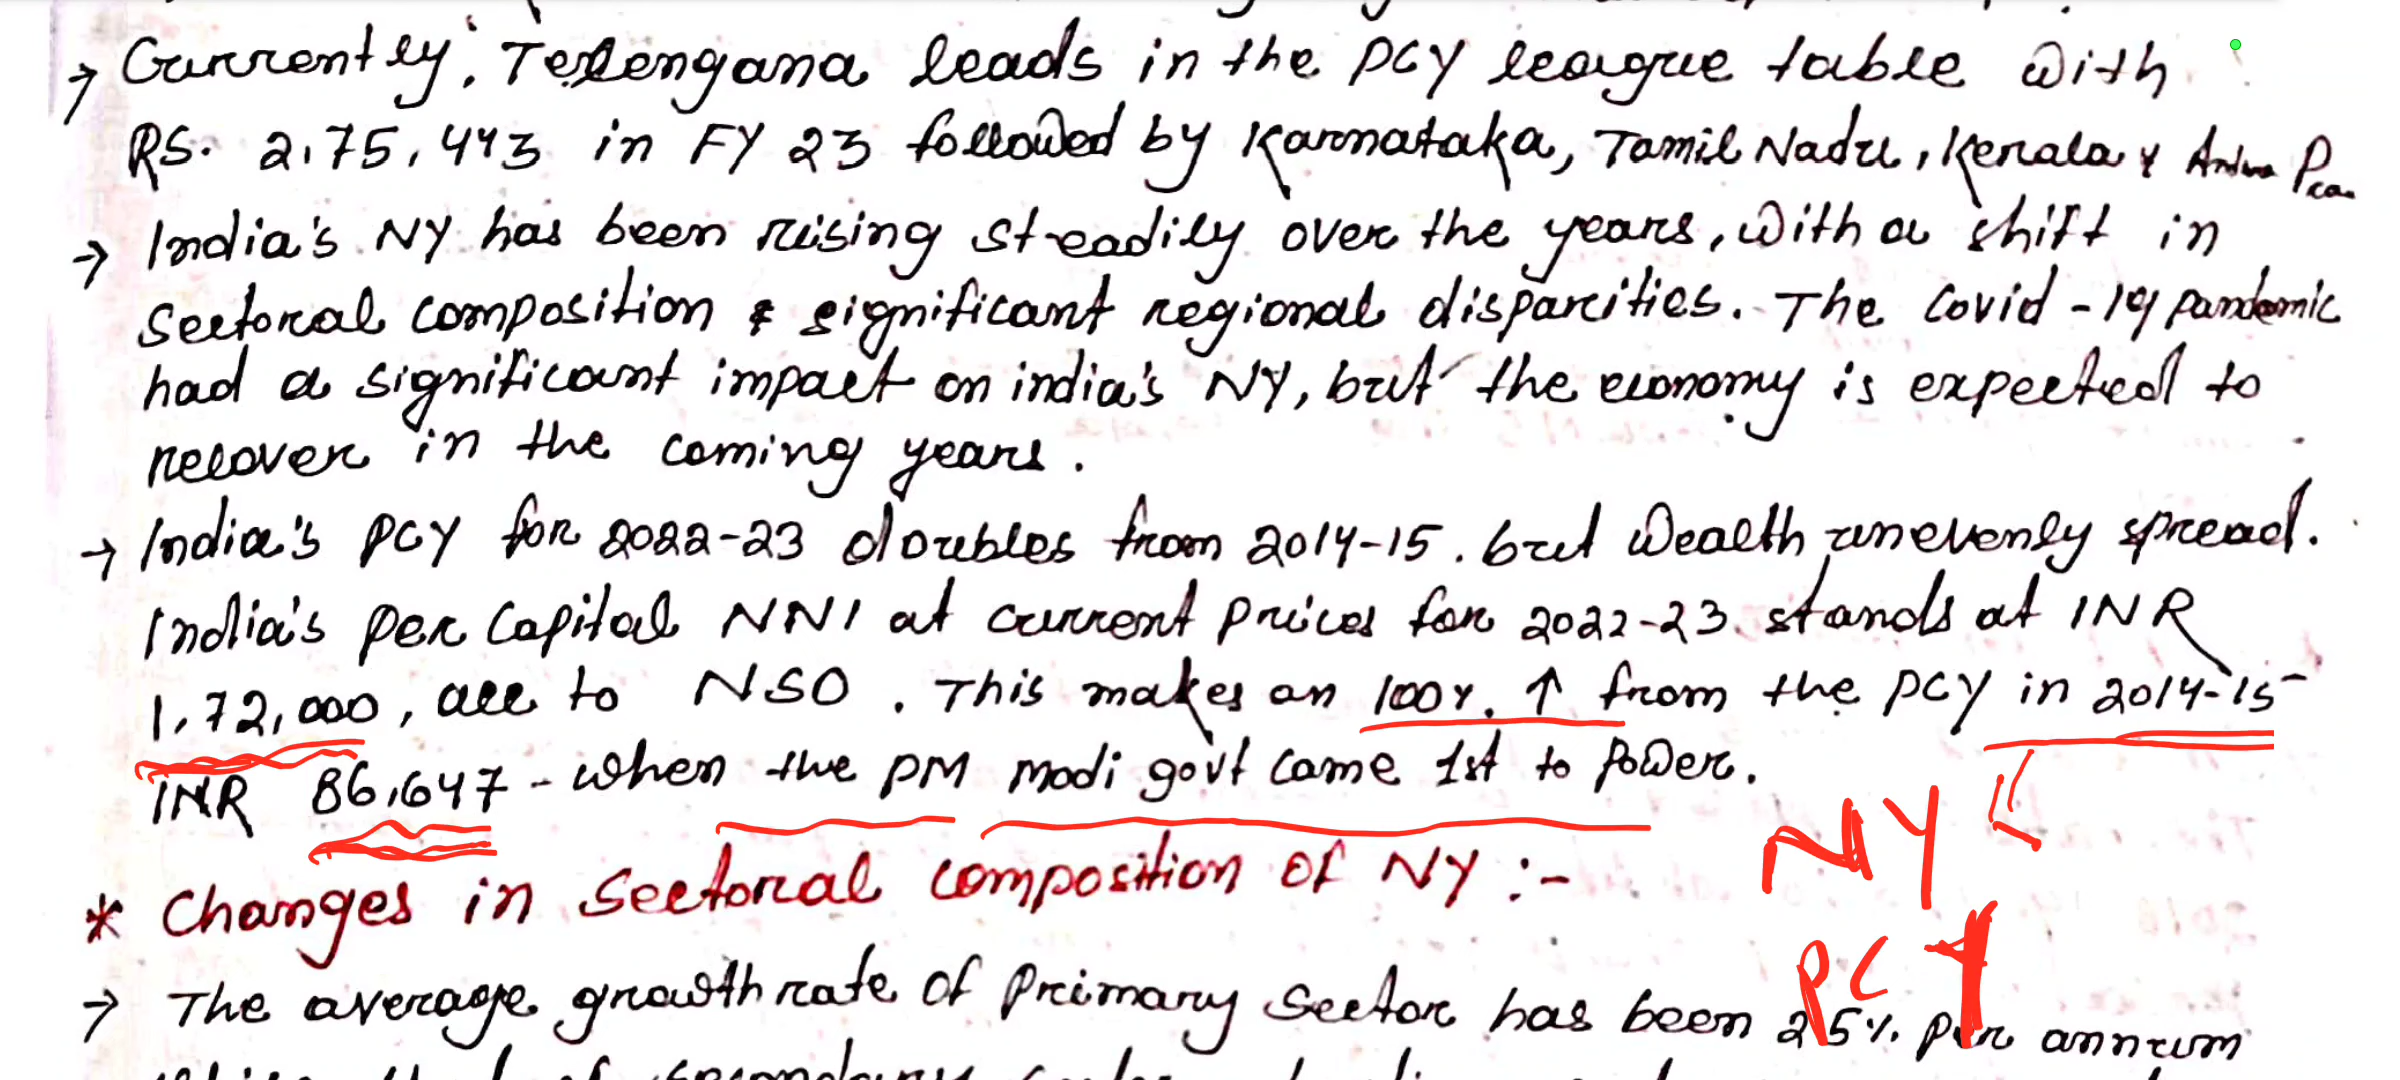 → Currently, Telengana leads in the PCY league table with
RS. 2,75,443 in FY 23 followed by Karnataka, Tamil Nadu, Kerala & Andhra
→ India's NY has been rising steadily over the years, with a shift in
Sectoral composition & significant regional disparities. The Covid-19 pandemic
had a significant impact on india's NY, but the economy is expected to
recover in the coming years.
→ India's PCY for 2022-23 doubles from 2014-15. but wealth unevenly spread.
India's per Capital NNI at current prices for 2022-23 stands at INR
1,72,000, acc to NSO. This makes an 100%. ↑ from the PCY in 2014-15
INR 86,647 - when the PM modi govt came 1st to power.
NY
* Changes in Sectoral composition of NY :-
PCY
→ The average growth rate of Primary Sector has been 25%. per annum